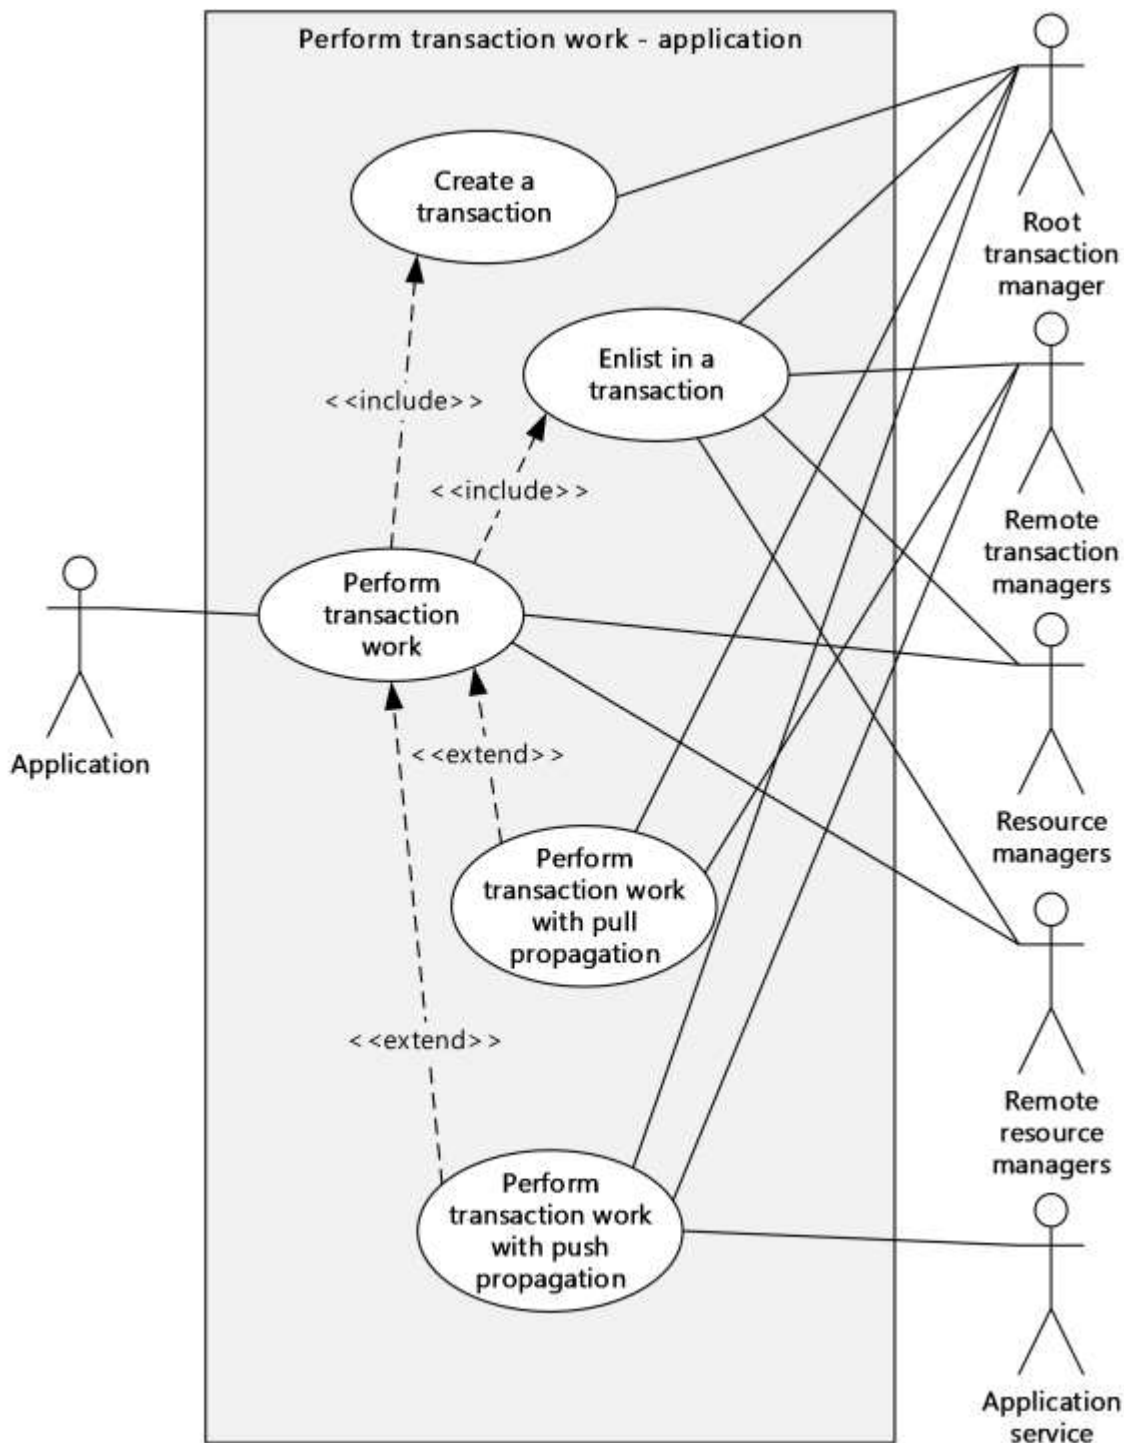 Perform transaction work - application
Create a
transaction
Root
transaction
manager
Enlist in a
transaction
<<include>>
<<include>>
Remote
transaction
managers
Perform
transaction
work
Application
<<extend>>
Resource
managers
Perform
transaction work
with pull
propagation
<<extend>>
Remote
resource
managers
Perform
transaction work
with push
propagation
Application
service